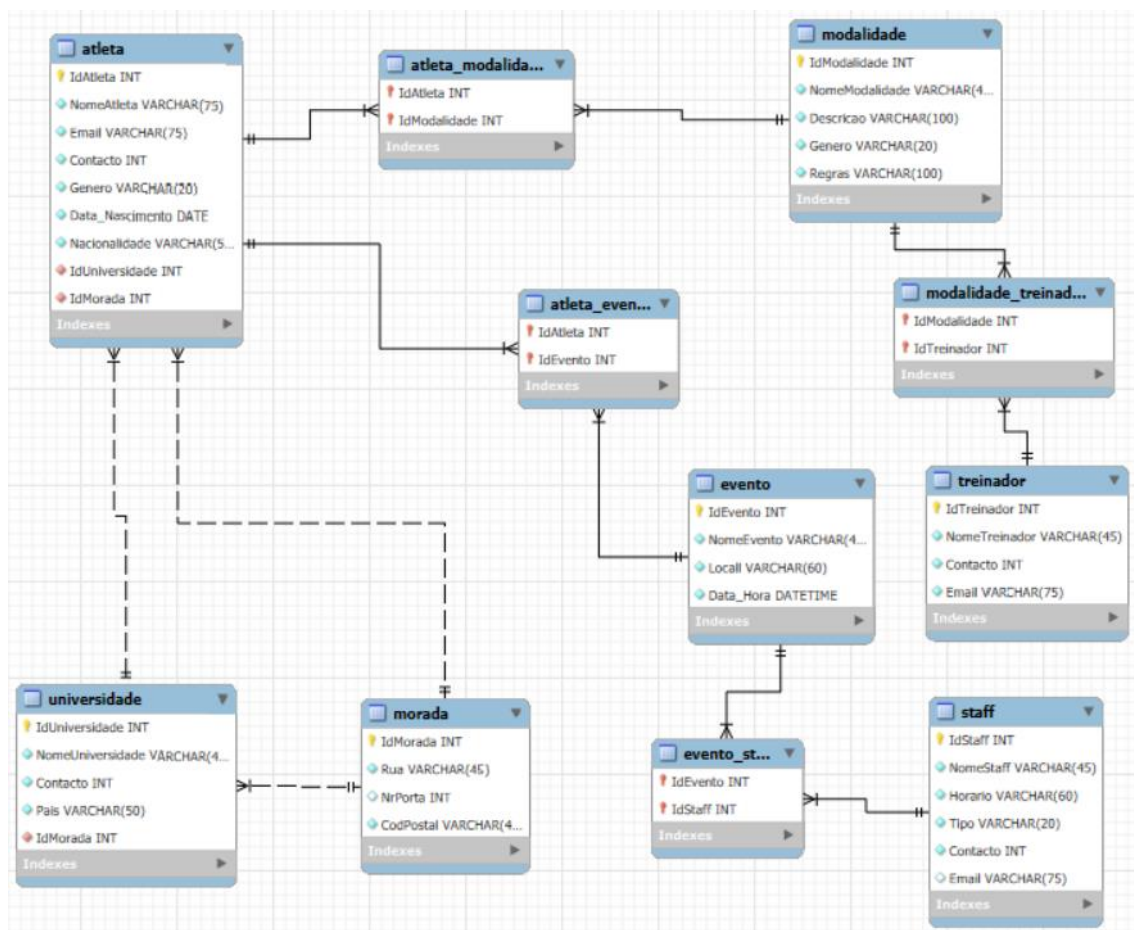 atleta
IdAtleta INT
NomeAtleta VARCHAR(75)
Email VARCHAR(75)
Contacto INT
Genero VARCHAR(20)
Data_Nascimento DATE
Nacionalidade VARCHAR(5...
IdUniversidade INT
IdMorada INT
Indexes
atleta_modalida...
IdAtleta INT
IdModalidade INT
Indexes
modalidade
IdModalidade INT
NomeModalidade VARCHAR(4...
Descricao VARCHAR(100)
Genero VARCHAR(20)
Regras VARCHAR(100)
Indexes
atleta_even...
IdAtleta INT
IdEvento INT
Indexes
modalidade_treinad...
IdModalidade INT
IdTreinador INT
Indexes
evento
IdEvento INT
NomeEvento VARCHAR(4...
Locall VARCHAR(60)
Data_Hora DATETIME
Indexes
treinador
IdTreinador INT
NomeTreinador VARCHAR(45)
Contacto INT
Email VARCHAR(75)
Indexes
universidade
IdUniversidade INT
NomeUniversidade VARCHAR(4...
Contacto INT
Pais VARCHAR(50)
IdMorada INT
Indexes
morada
IdMorada INT
Rua VARCHAR(45)
NrPorta INT
CodPostal VARCHAR(4...
Indexes
evento_st...
IdEvento INT
IdStaff INT
Indexes
staff
IdStaff INT
NomeStaff VARCHAR(45)
Horario VARCHAR(60)
Tipo VARCHAR(20)
Contacto INT
Email VARCHAR(75)
Indexes